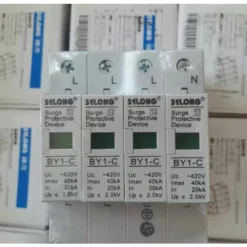 L L L N
SELONG SELONG SELONG SELONG
Surge Surge Surge Surge
Protective Protective Protective Protective
Device Device Device Device
BY1-C BY1-C BY1-C BY1-C
Uc ~420V Uc ~420V Uc ~420V Uc ~420V
Imax 40kA Imax 40kA Imax 40kA Imax 40kA
In 20kA In 20kA In 20kA In 20kA
Up ≤ 2.0kV Up ≤ 2.0kV Up ≤ 2.0kV Up ≤ 2.0kV